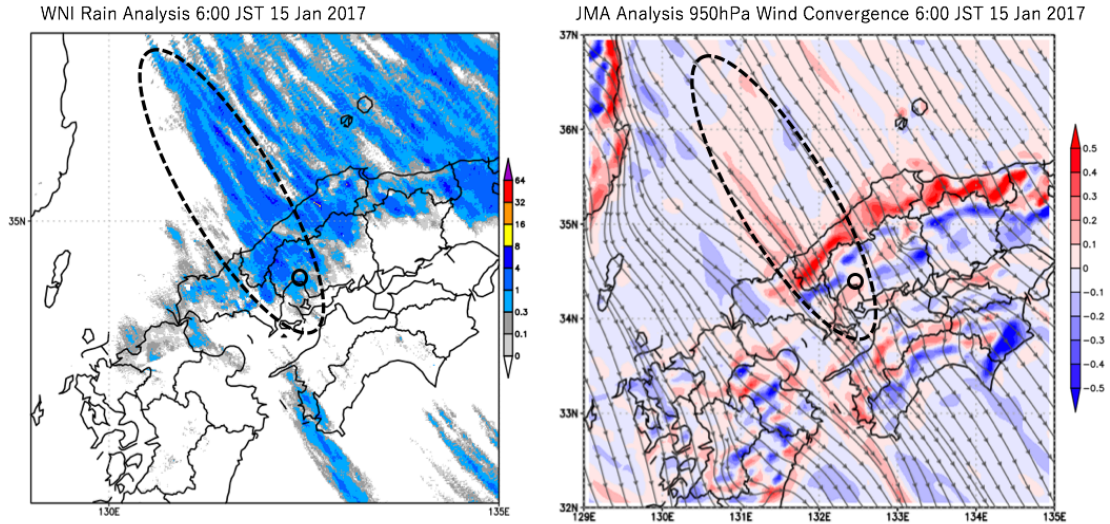 WNI Rain Analysis 6:00 JST 15 Jan 2017
35N
130E
135E
64
32
16
8
4
1
0.3
0.1
0
JMA Analysis 950hPa Wind Convergence 6:00 JST 15 Jan 2017
37N
36N
35N
34N
33N
32N
129E
130E
131E
132E
133E
134E
135E
0.5
0.4
0.3
0.2
0.1
0
-0.1
-0.2
-0.3
-0.4
-0.5